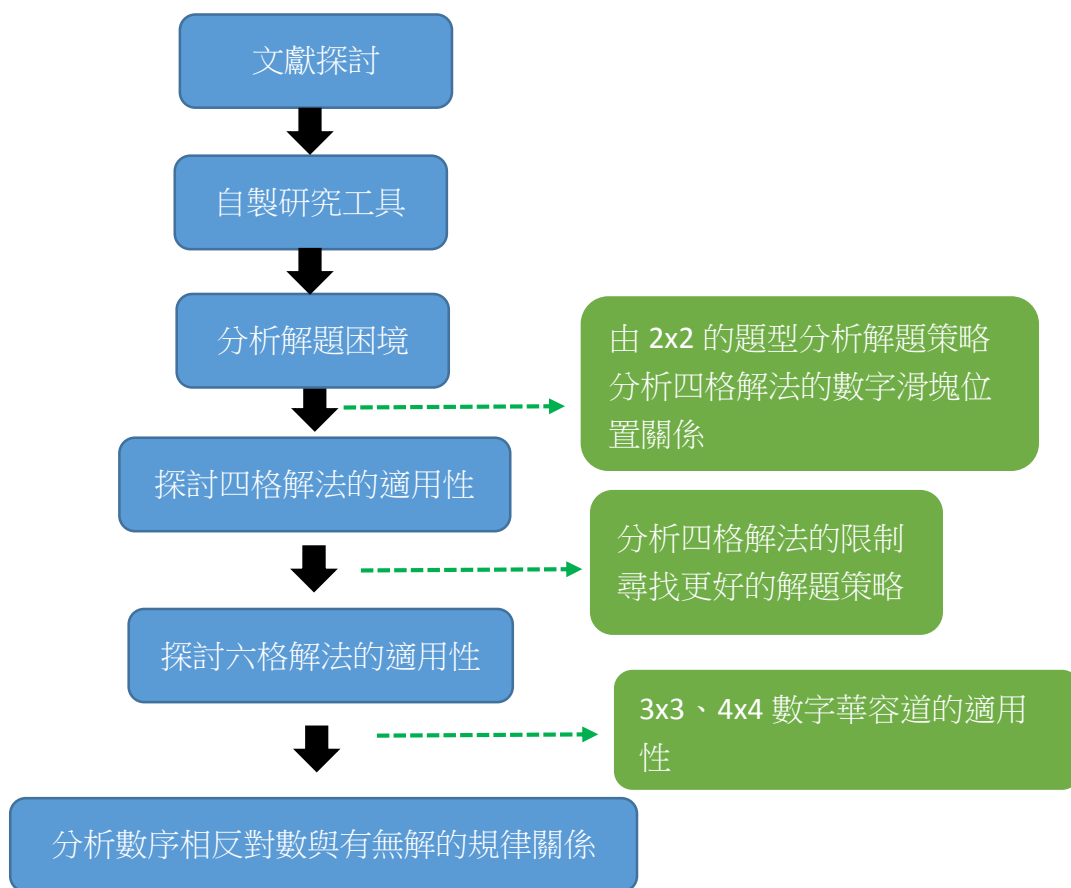 文獻探討
自製研究工具
分析解題困境
由 2x2 的題型分析解題策略
分析四格解法的數字滑塊位
置關係
探討四格解法的適用性
分析四格解法的限制
尋找更好的解題策略
探討六格解法的適用性
3x3、4x4 數字華容道的適用
性
分析數序相反對數與有無解的規律關係